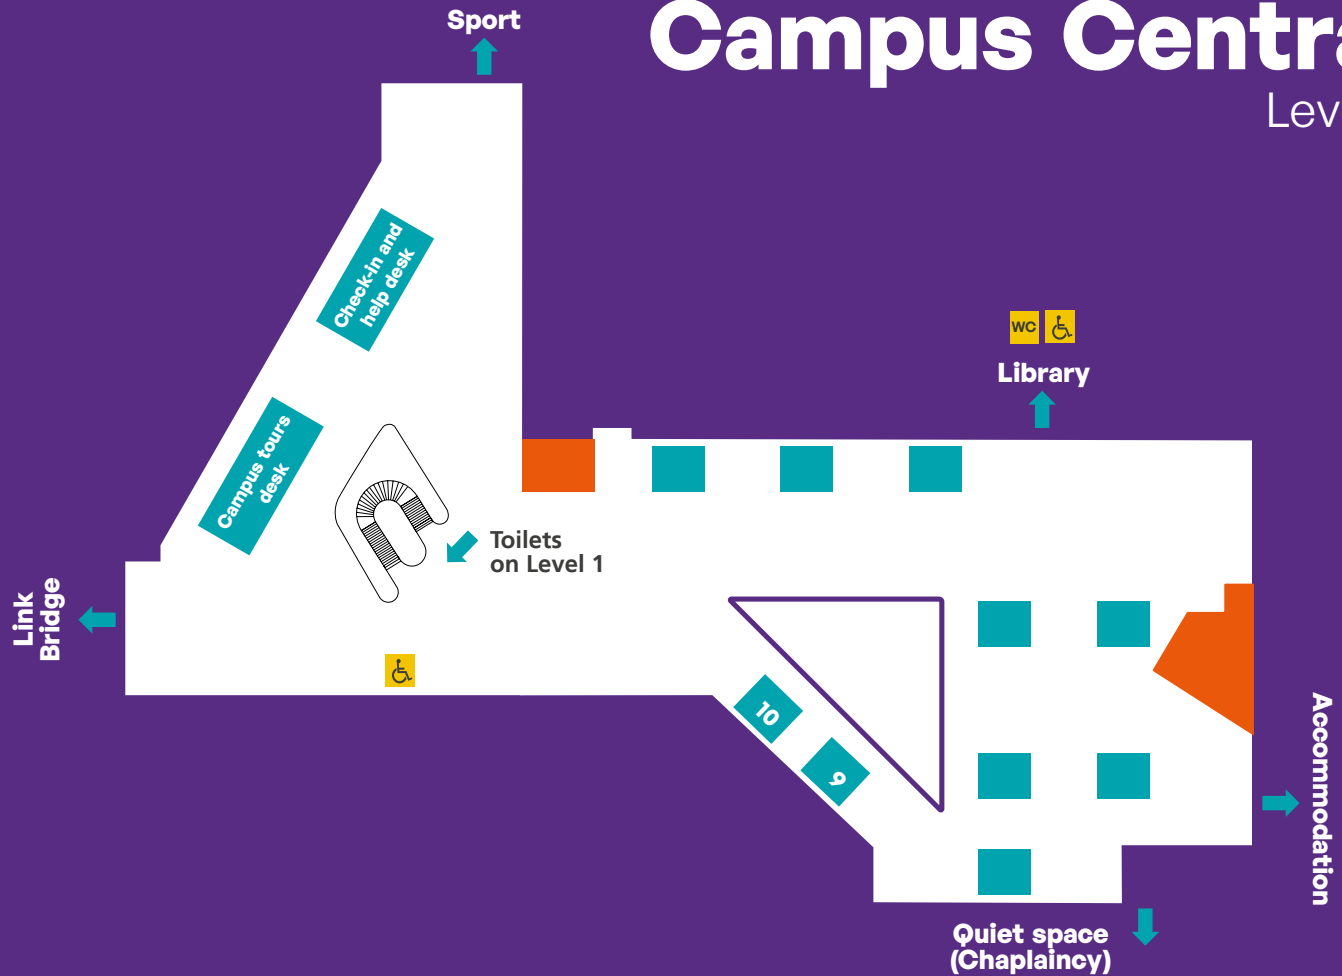 Sport
Campus Centra
Lev
Check-in and
help desk
WC
Library
Campus tours
desk
Toilets
on Level 1
Link
Bridge
10
9
Accommodation
Quiet space
(Chaplaincy)